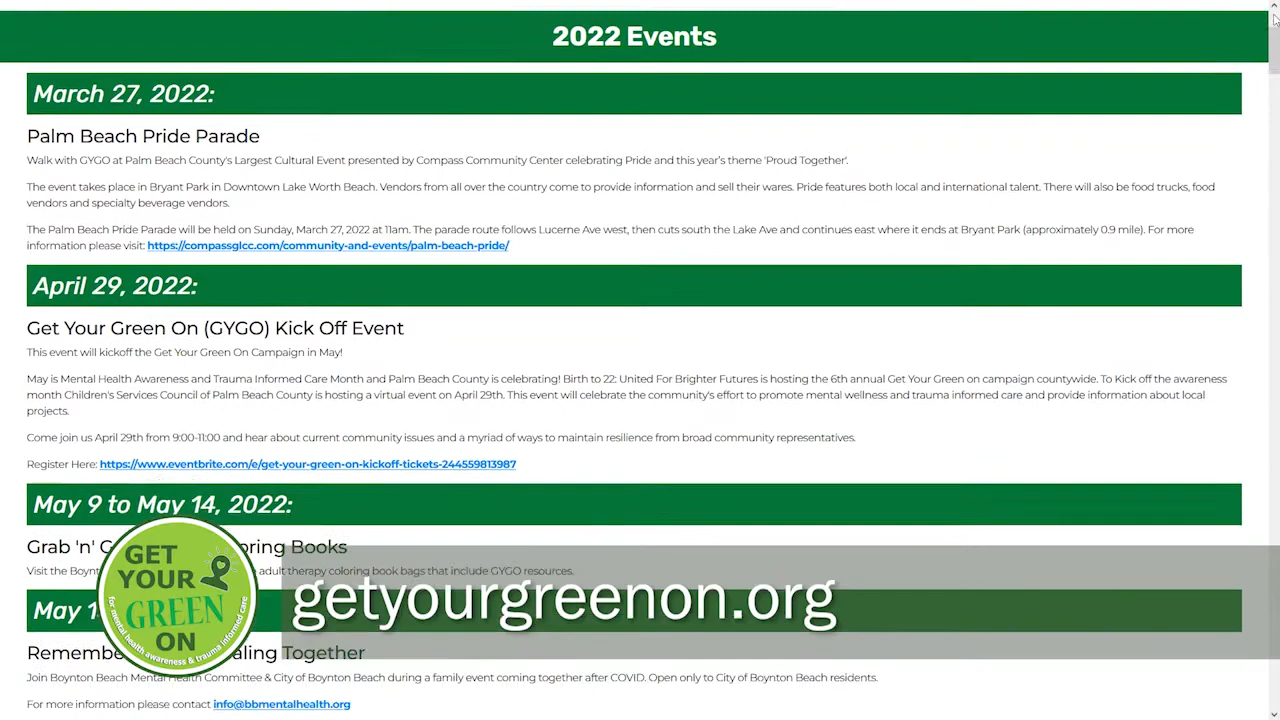 2022 Events
March 27, 2022:
Palm Beach Pride Parade
Walk with GYGO at Palm Beach County's Largest Cultural Event presented by Compass Community Center celebrating Pride and this year's theme 'Proud Together'.
The event takes place in Bryant Park in Downtown Lake Worth Beach. Vendors from all over the country come to provide information and sell their wares. Pride features both local and international talent. There will also be food trucks, food
vendors and specialty beverage vendors.
The Palm Beach Pride Parade will be held on Sunday, March 27, 2022 at 11am. The parade route follows Lucerne Ave west, then cuts south the Lake Ave and continues east where it ends at Bryant Park (approximately 0.9 mile). For more
information please visit: https://compassglcc.com/community-and-events/palm-beach-pride/
April 29, 2022:
Get Your Green On (GYGO) Kick Off Event
This event will kickoff the Get Your Green On Campaign in May!
May is Mental Health Awareness and Trauma Informed Care Month and Palm Beach County is celebrating! Birth to 22: United For Brighter Futures is hosting the 6th annual Get Your Green on campaign countywide. To Kick off the awareness
month Children's Services Council of Palm Beach County is hosting a virtual event on April 29th. This event will celebrate the community's effort to promote mental wellness and trauma informed care and provide information about local
projects.
Come join us April 29th from 9:00-11:00 and hear about current community issues and a myriad of ways to maintain resilience from broad community representatives.
Register Here: https://www.eventbrite.com/e/get-your-green-on-kickoff-tickets-244559813987
May 9 to May 14, 2022:
Grab 'n' Books
Visit the adult therapy coloring book bags that include GYGO resources.
May
Together
Join Boynton Beach Mental Health Committee & City of Boynton Beach during a family event coming together after COVID. Open only to City of Boynton Beach residents.
For more information please contact info@bbmentalhealth.org
GET
YOUR
GREEN
ON
for mental health awareness & trauma informed care
getyourgreenon.org